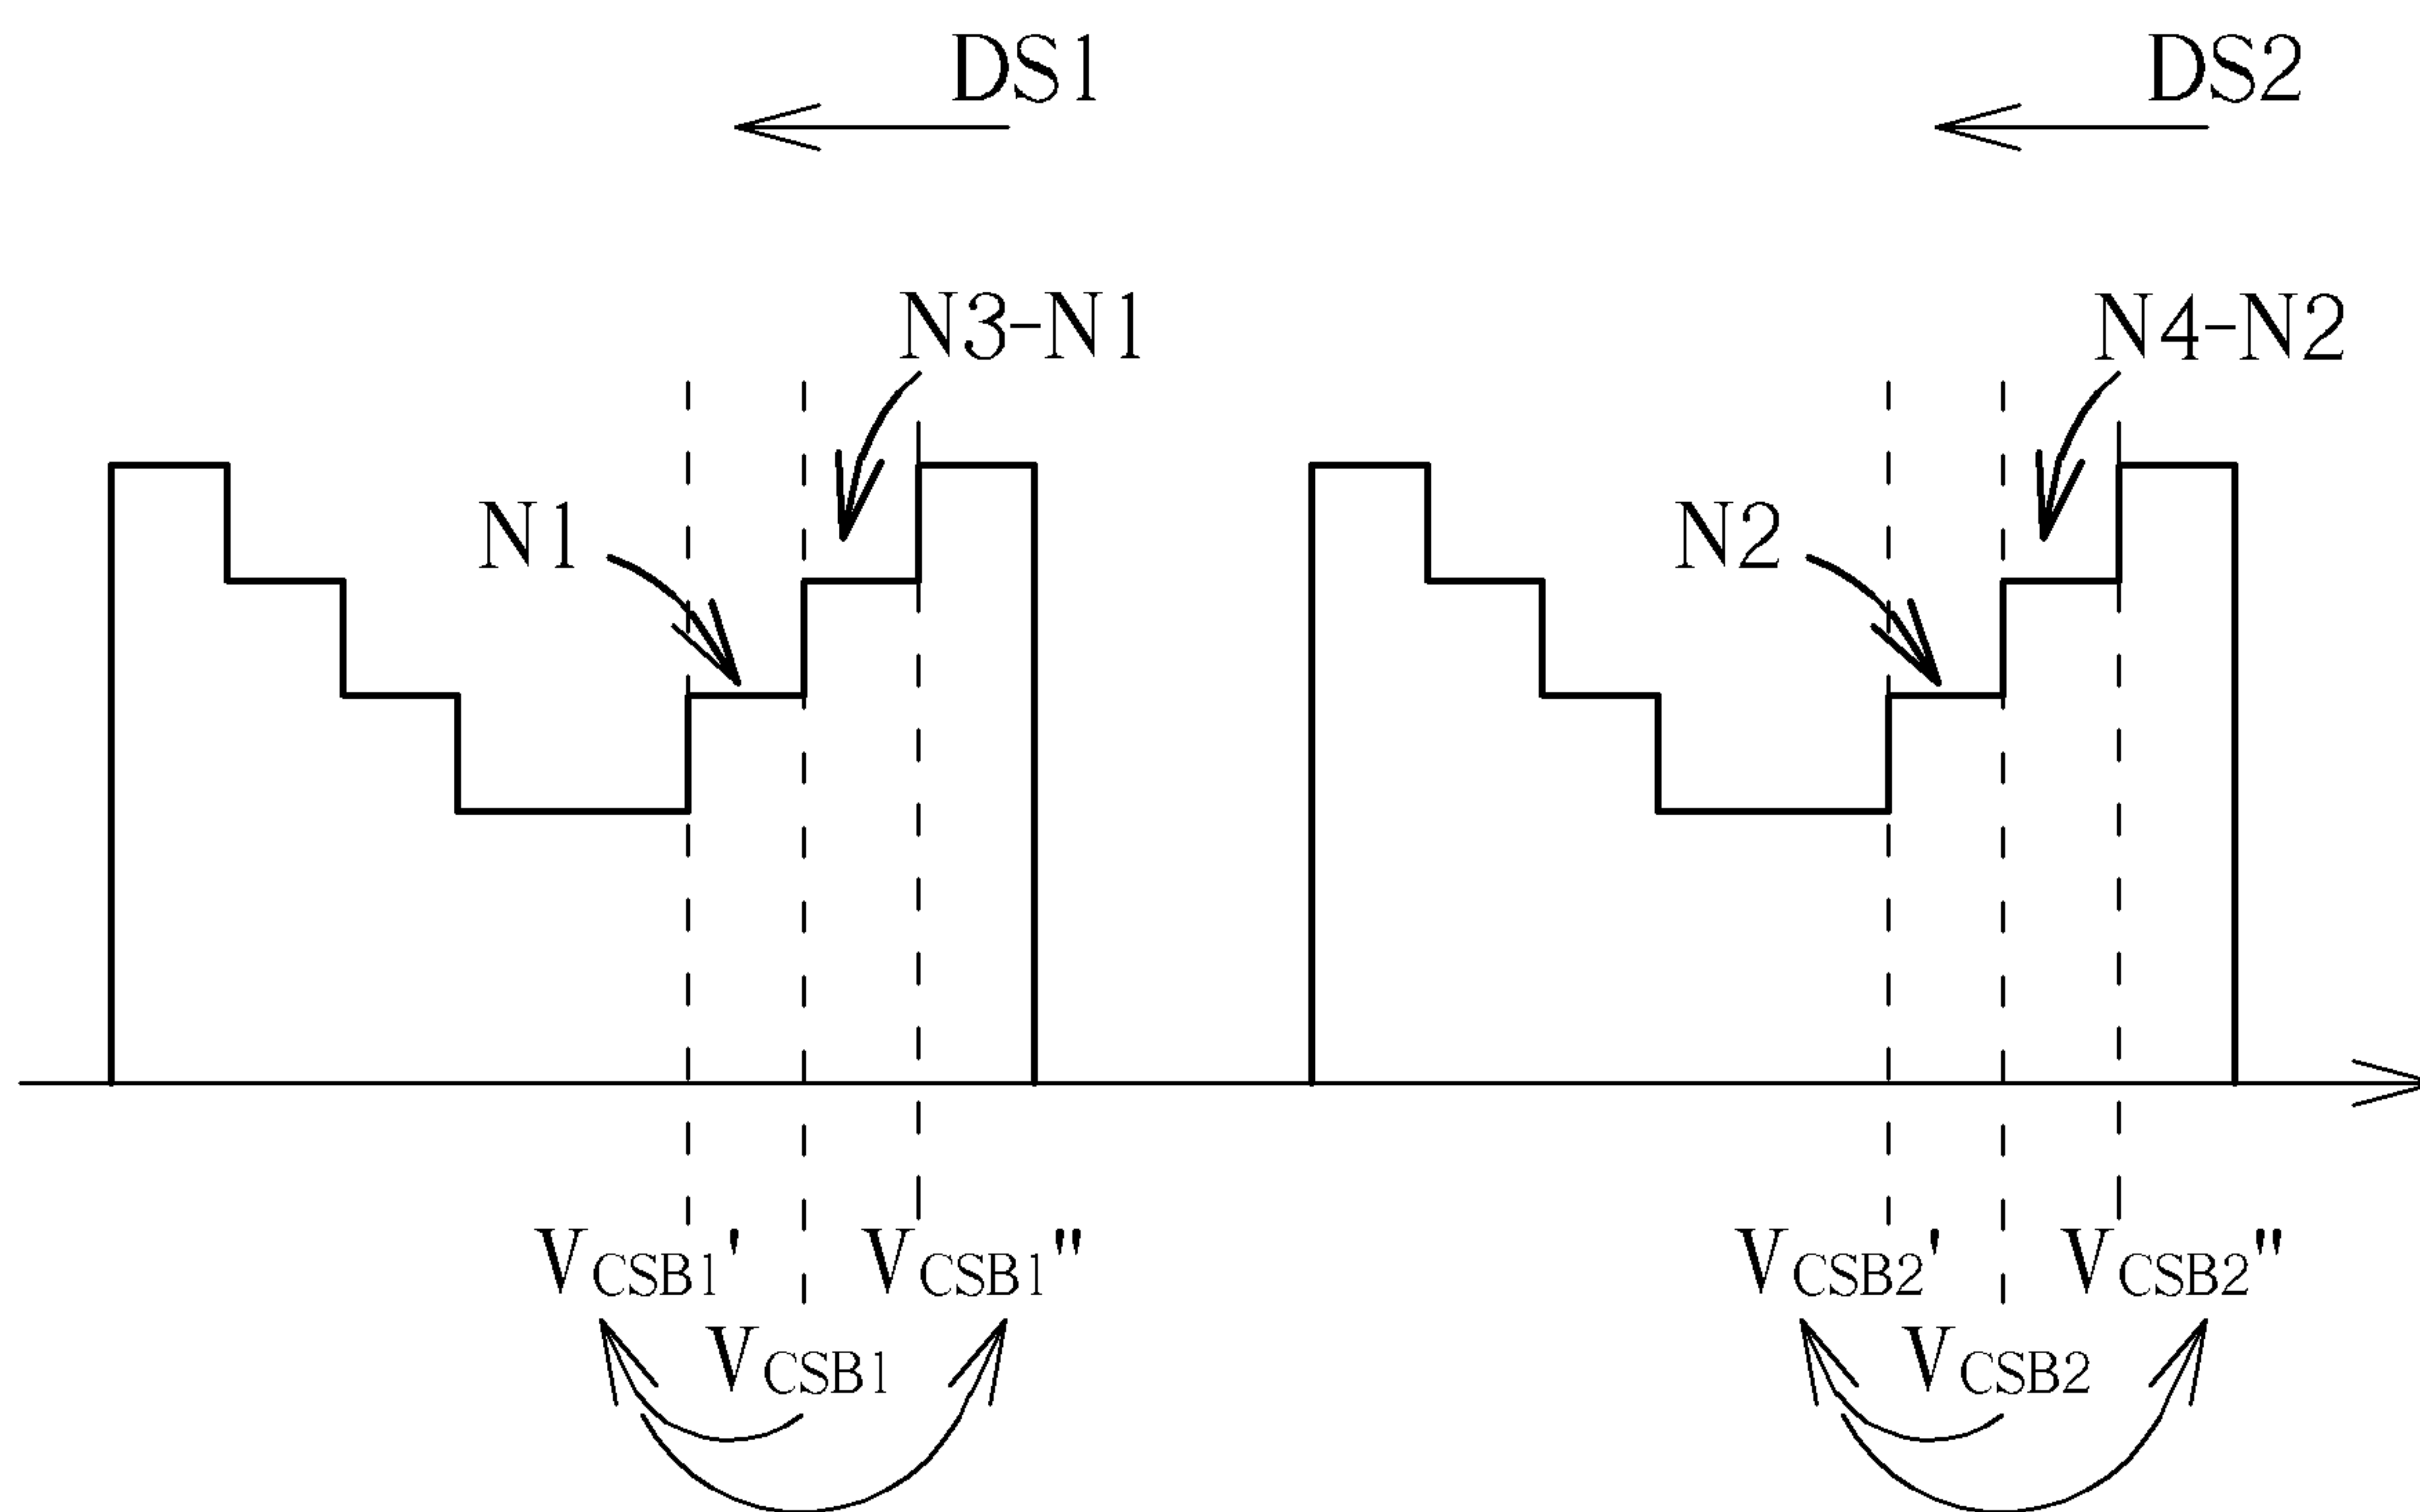 DS1 DS2
N3-N1 N4-N2
N1 N2
VCSB1' VCSB1" VCSB2' VCSB2"
VCSB1 VCSB2